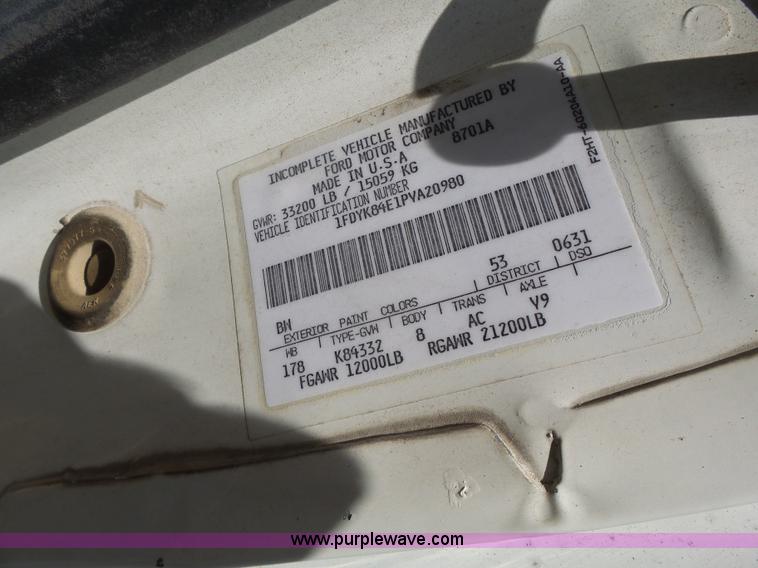 INCOMPLETE VEHICLE MANUFACTURED BY
FORD MOTOR COMPANY
MADE IN U.S.A 8701A
GVWR: 33200 LB / 15059 KG
VEHICLE IDENTIFICATION NUMBER
1FDYK84E1PVA20980
F2HT-6020A10-AA
BW 53 0631
EXTERIOR PAINT COLORS DISTRICT DSO
WB TYPE-GVW BODY TRANS AXLE
178 K84332 8 AC V9
FGAWR 12000LB RGAWR 21200LB
www.purplewave.com